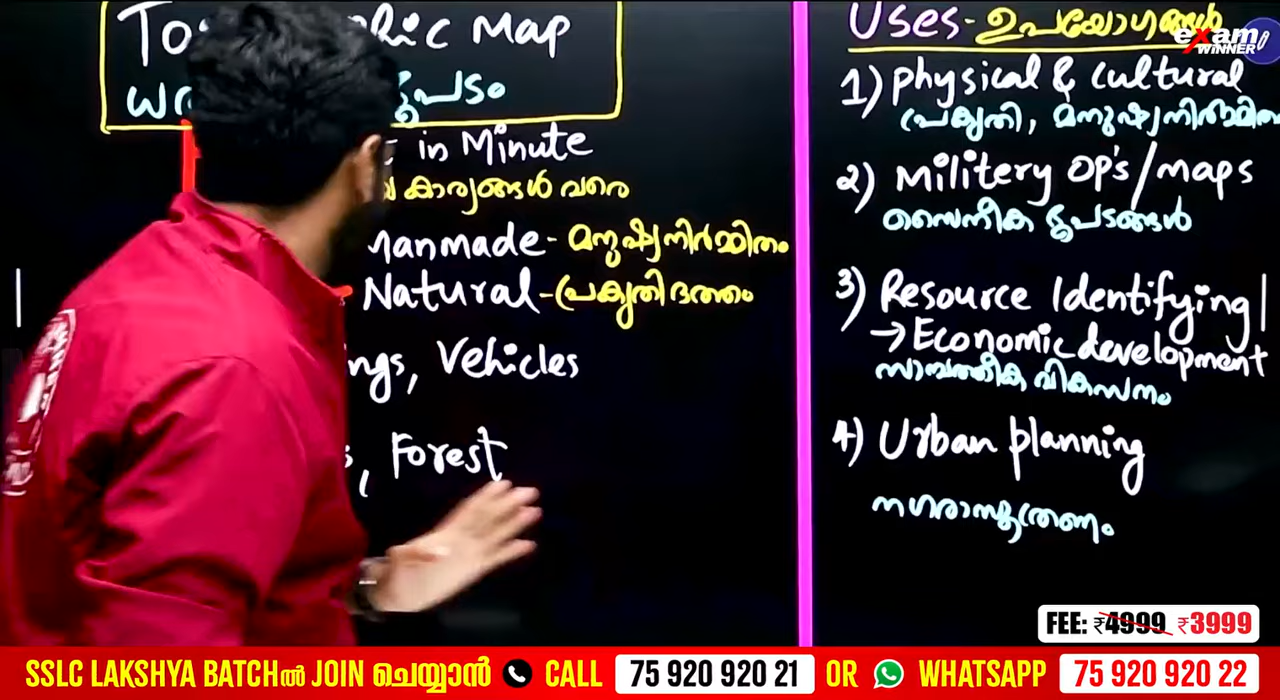 Map
in Minute
കാര്യങ്ങൾ വരെ
manmade - മനുഷ്യനിർമ്മിതം
Natural - പ്രകൃതിദത്തം
Vehicles
, Forest
Uses - ഉപയോഗങ്ങൾ
exam WINNER
1) Physical & Cultural
പ്രകൃതി, മനുഷ്യനിർമ്മിത
2) Militery Op's/maps
സൈനീക ഭൂപടങ്ങൾ
3) Resource Identifying |
→ Economic development
സാമ്പത്തീക വികസനം
4) Urban planning
നഗരാസൂത്രണം
FEE: ₹4999 ₹3999
SSLC LAKSHYA BATCHൽ JOIN ചെയ്യാൻ CALL 75 920 920 21 OR WHATSAPP 75 920 920 22